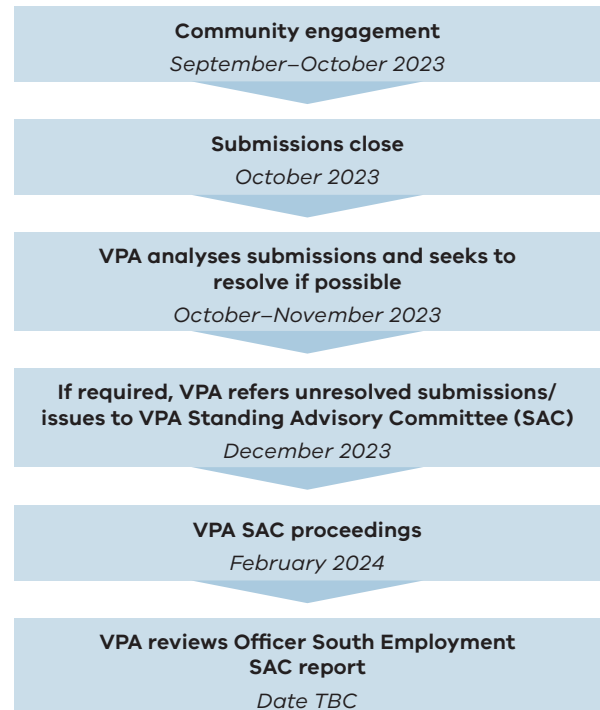 Community engagement
September–October 2023
Submissions close
October 2023
VPA analyses submissions and seeks to
resolve if possible
October–November 2023
If required, VPA refers unresolved submissions/
issues to VPA Standing Advisory Committee (SAC)
December 2023
VPA SAC proceedings
February 2024
VPA reviews Officer South Employment
SAC report
Date TBC